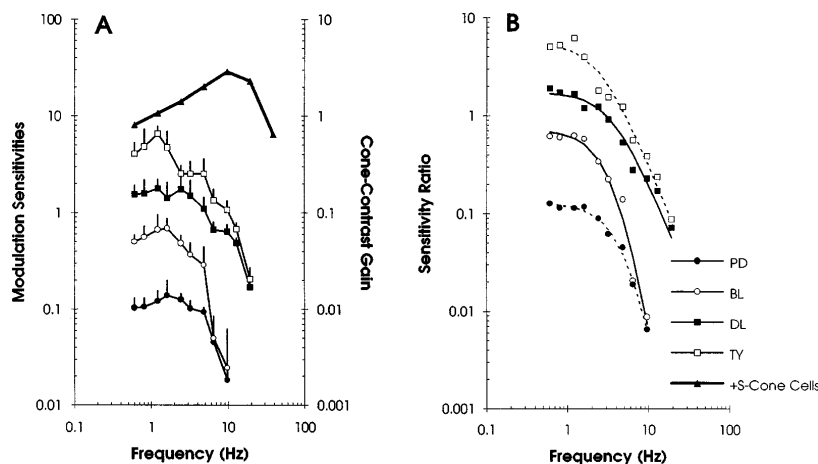 A
B
100
10
1
0.1
0.01
Modulation Sensitivities
10
1
0.1
0.01
0.001
Cone-Contrast Gain
0.1
1
10
100
Frequency (Hz)
10
1
0.1
0.01
0.001
Sensitivity Ratio
0.1
1
10
100
Frequency (Hz)
PD
BL
DL
TY
+S-Cone Cells